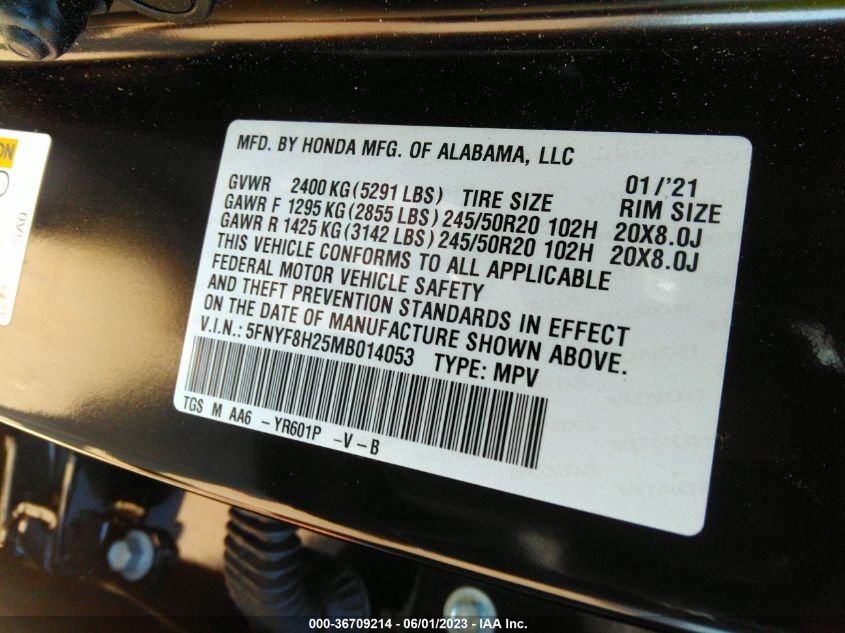 ON
SA0
MFD. BY HONDA MFG. OF ALABAMA, LLC
01/'21
GVWR 2400 KG (5291 LBS) TIRE SIZE RIM SIZE
GAWR F 1295 KG (2855 LBS) 245/50R20 102H 20X8.0J
GAWR R 1425 KG (3142 LBS) 245/50R20 102H 20X8.0J
THIS VEHICLE CONFORMS TO ALL APPLICABLE
FEDERAL MOTOR VEHICLE SAFETY
AND THEFT PREVENTION STANDARDS IN EFFECT
ON THE DATE OF MANUFACTURE SHOWN ABOVE.
V.I.N.: 5FNYF8H25MB014053 TYPE: MPV
TGS M AA6 -YR601P -V-B
000-36709214 - 06/01/2023 - IAA Inc.